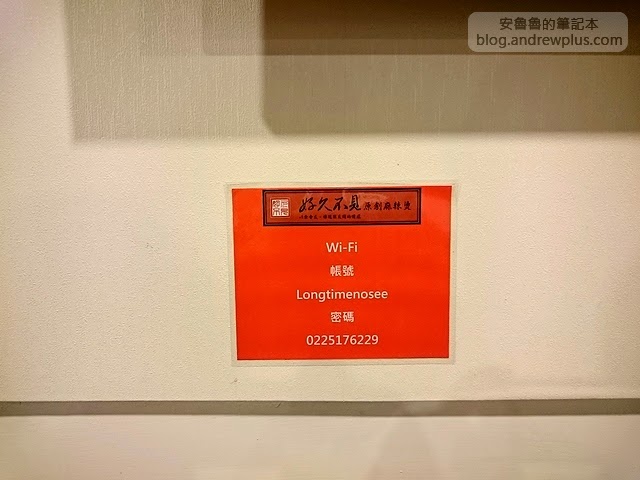 安魯魯的筆記本
blog.andrewplus.com
好久不見 原創麻辣燙
Wi-Fi
帳號
Longtimenosee
密碼
0225176229